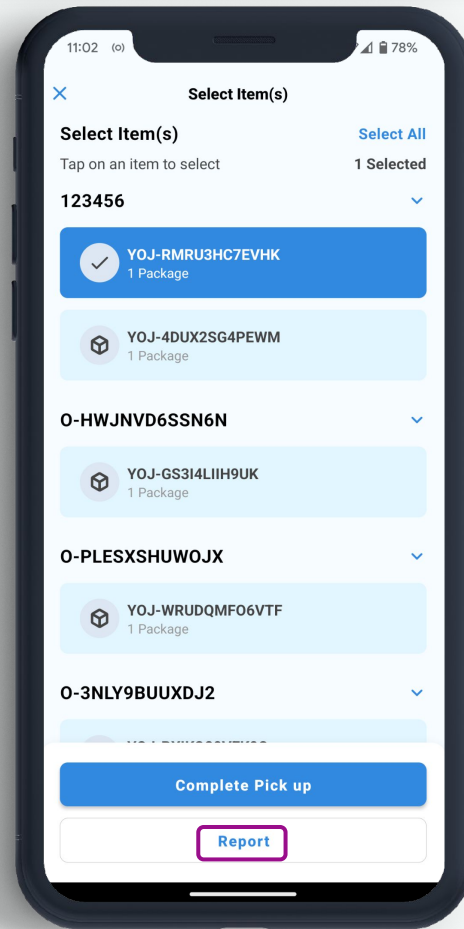 11:02 (o) 78%
Select Item(s)
Select Item(s) Select All
Tap on an item to select 1 Selected
123456
YOJ-RMRU3HC7EVHK
1 Package
YOJ-4DUX2SG4PEWM
1 Package
O-HWJNVD6SSN6N
YOJ-GS3I4LIIH9UK
1 Package
O-PLESXSHUWOJX
YOJ-WRUDQMFO6VTF
1 Package
O-3NLY9BUUXDJ2
Complete Pick up
Report